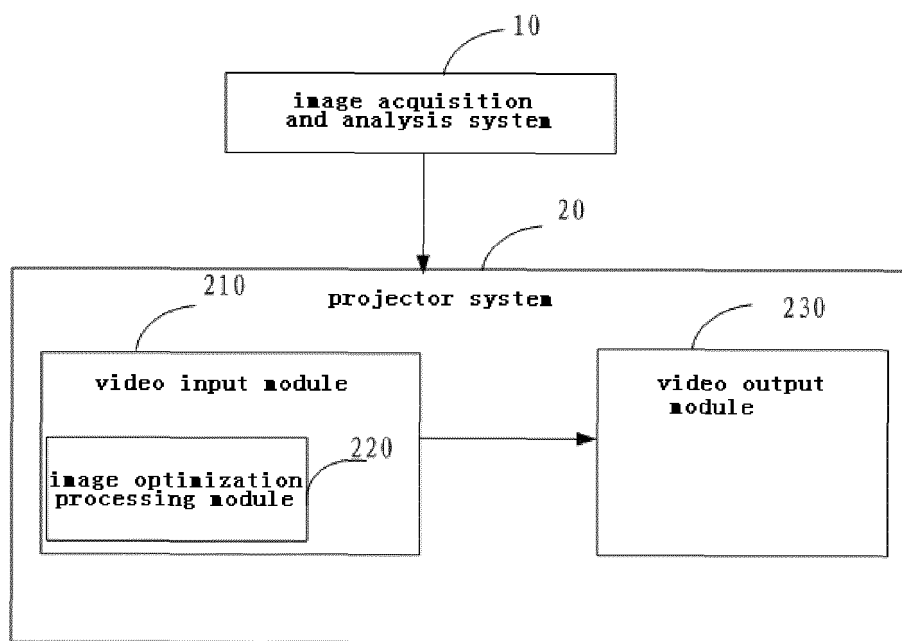 10
image acquisition
and analysis system
20
projector system
210
230
video input module
video output
module
220
image optimization
processing module